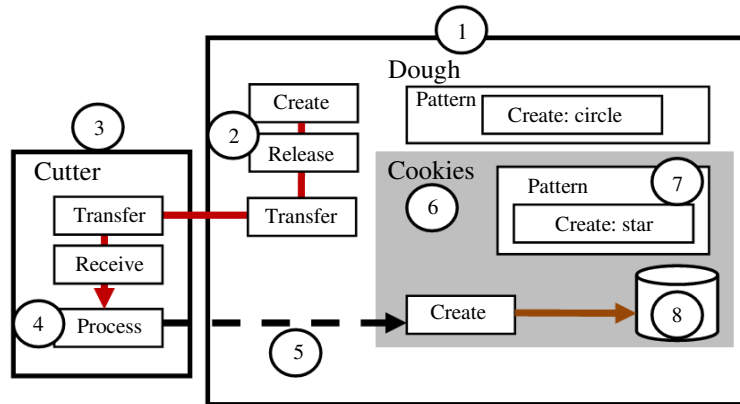 1
Dough
Create
Pattern
Create: circle
2
3
Release
Cutter
Cookies
7
Pattern
6
Transfer
Transfer
Create: star
Receive
4
Process
Create
8
5